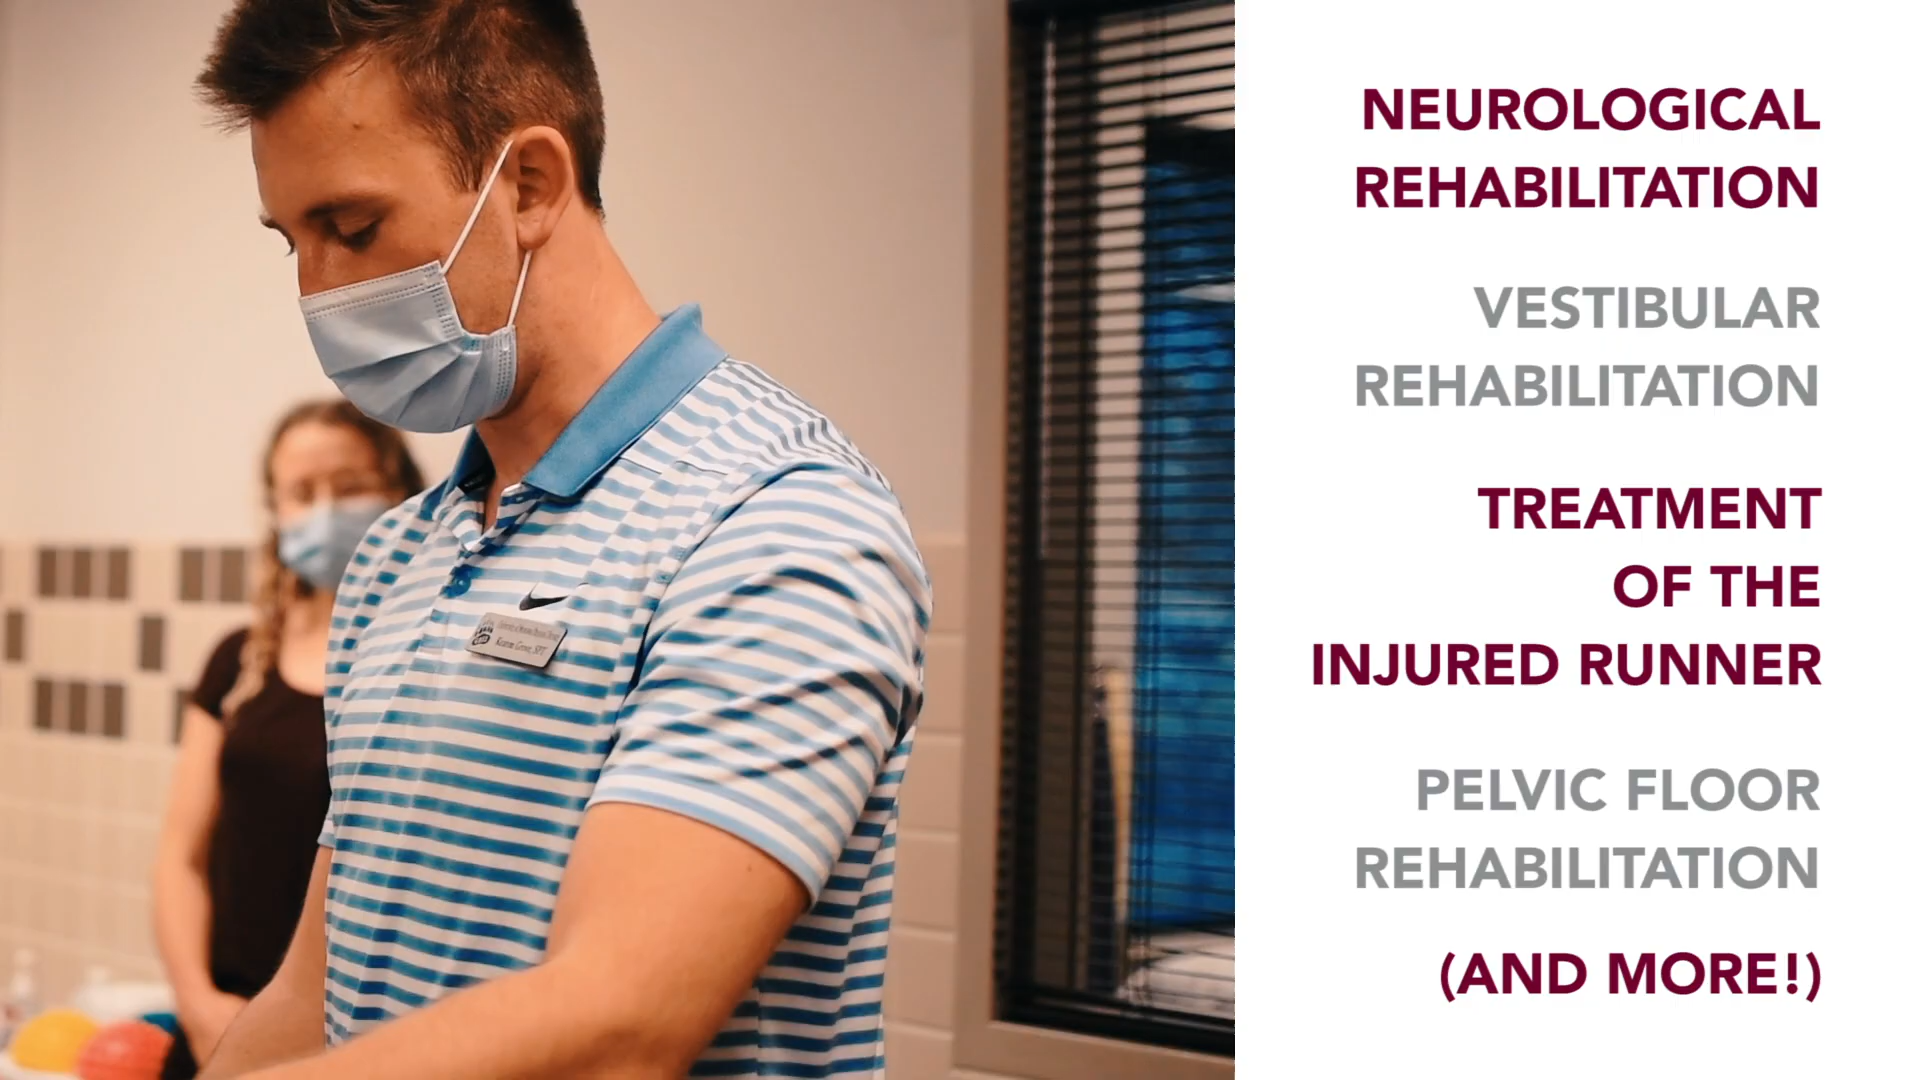 NEUROLOGICAL
REHABILITATION
VESTIBULAR
REHABILITATION
TREATMENT
OF THE
INJURED RUNNER
PELVIC FLOOR
REHABILITATION
(AND MORE!)